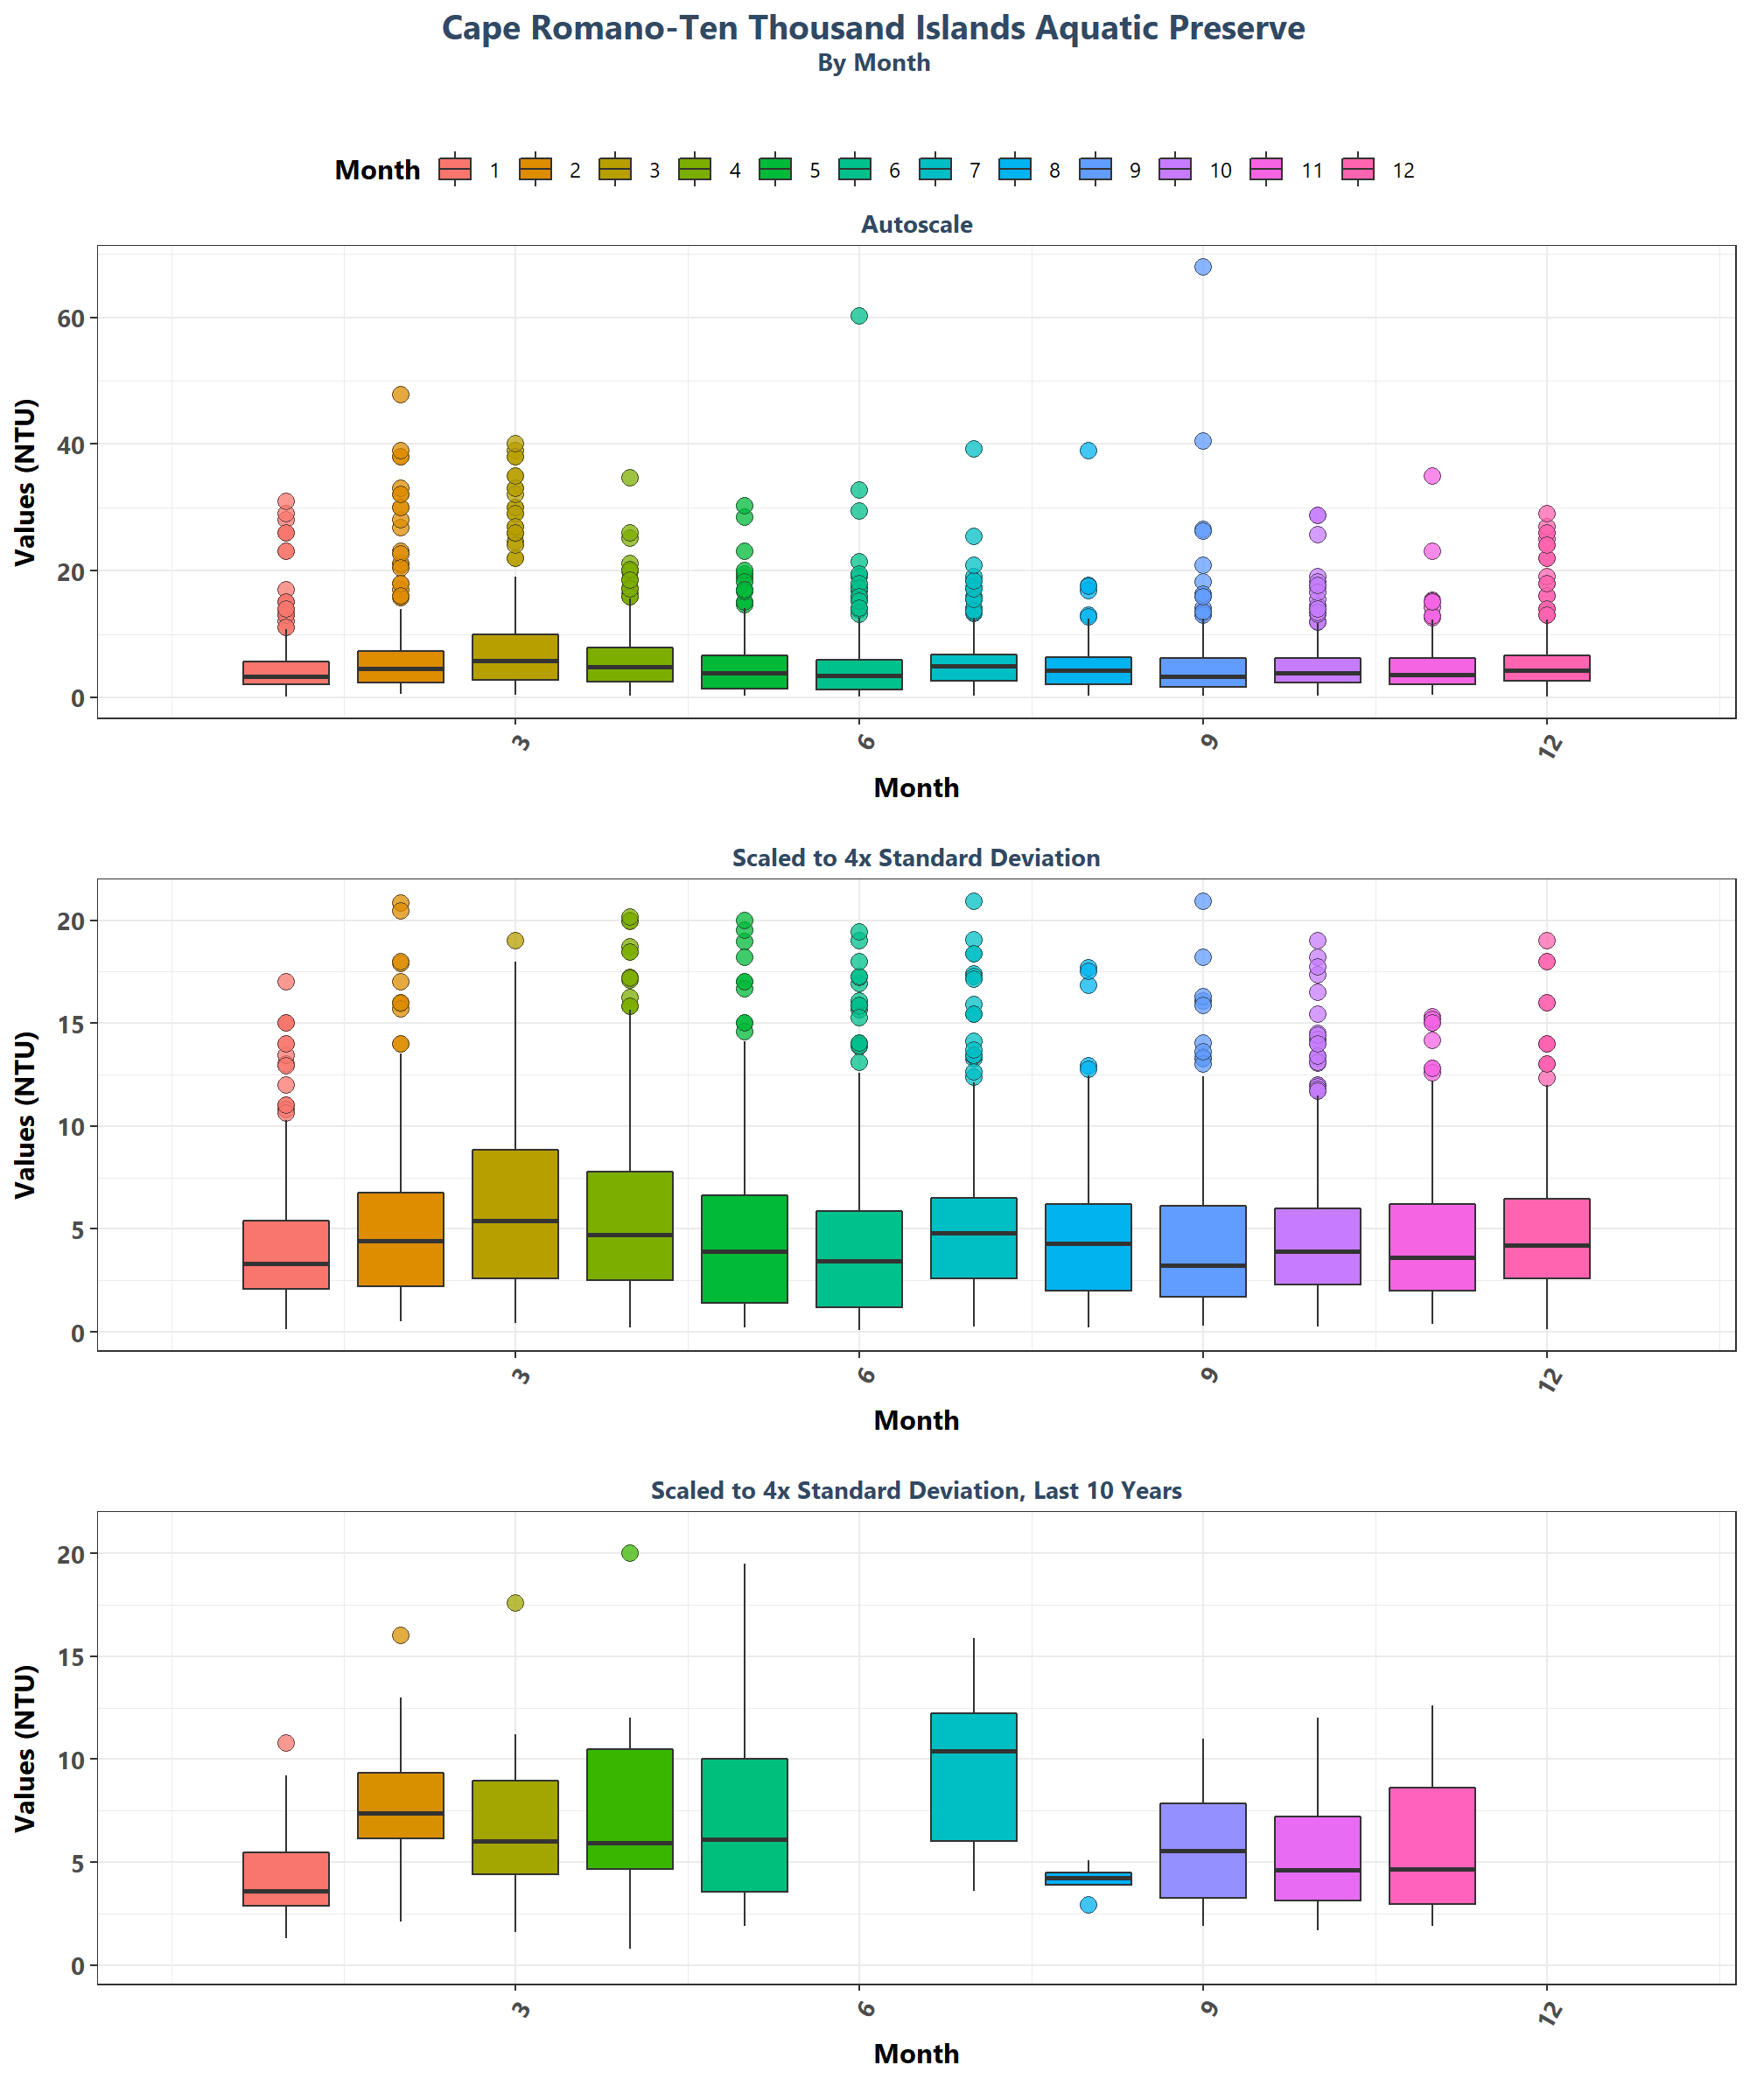 Cape Romano-Ten Thousand Islands Aquatic Preserve
By Month
Month 1 2 3 4 5 6 7 8 9 10 11 12
Autoscale
Values (NTU)
60
40
20
0
3 6 9 12
Month
Scaled to 4x Standard Deviation
Values (NTU)
20
15
10
5
0
3 6 9 12
Month
Scaled to 4x Standard Deviation, Last 10 Years
Values (NTU)
20
15
10
5
0
3 6 9 12
Month